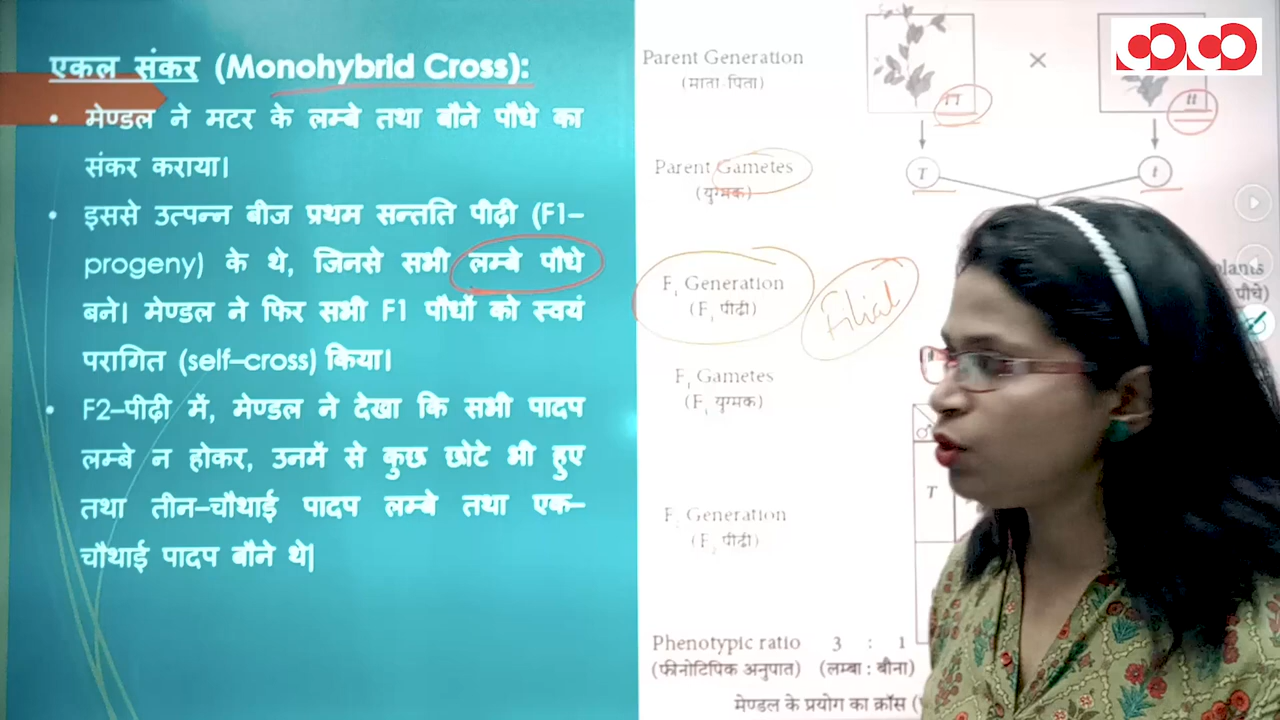 एकल संकर (Monohybrid Cross):
• मेण्डल ने मटर के लम्बे तथा बौने पौधे का
संकर कराया।
• इससे उत्पन्न बीज प्रथम सन्तति पीढ़ी (F1–
progeny) के थे, जिनसे सभी लम्बे पौधे
बने। मेण्डल ने फिर सभी F1 पौधों को स्वयं
परागित (self–cross) किया।
• F2–पीढ़ी में, मेण्डल ने देखा कि सभी पादप
लम्बे न होकर, उनमें से कुछ छोटे भी हुए
तथा तीन–चौथाई पादप लम्बे तथा एक–
चौथाई पादप बौने थे|
Parent Generation
(माता-पिता)
×
TT
tt
Parent Gametes
(युग्मक)
T
t
F₁ Generation
(F₁ पीढ़ी)
Filial
plants
पौधे)
F₁ Gametes
(F₁ युग्मक)
♂
T
F₂ Generation
(F₂ पीढ़ी)
Phenotypic ratio 3 : 1
(फीनोटिपिक अनुपात) (लम्बा : बौना)
मेण्डल के प्रयोग का क्रॉस